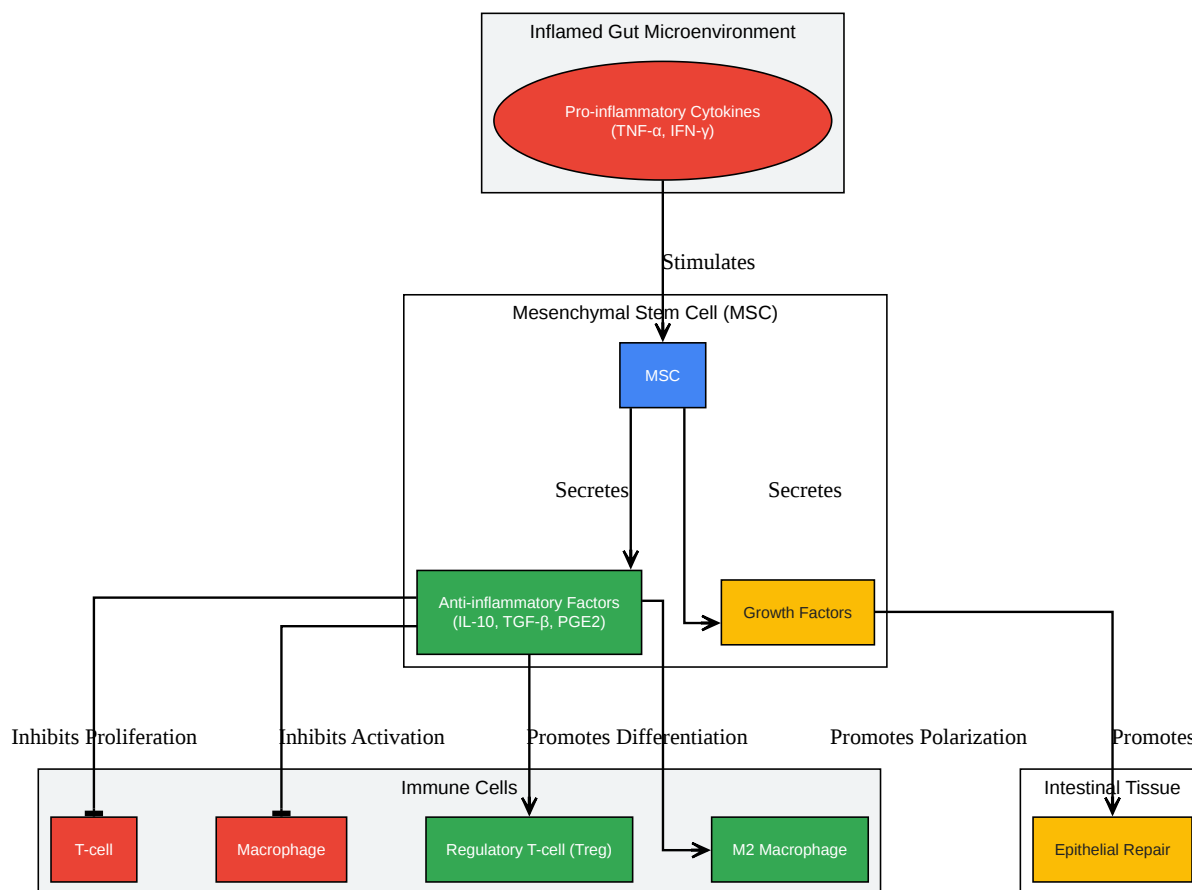 Inflamed Gut Microenvironment
Pro-inflammatory Cytokines
(TNF-α, IFN-γ)
Stimulates
Mesenchymal Stem Cell (MSC)
MSC
Secretes
Secretes
Anti-inflammatory Factors
(IL-10, TGF-β, PGE2)
Growth Factors
Inhibits Proliferation
Inhibits Activation
Promotes Differentiation
Promotes Polarization
Promotes
Immune Cells
Intestinal Tissue
T-cell
Macrophage
Regulatory T-cell (Treg)
M2 Macrophage
Epithelial Repair